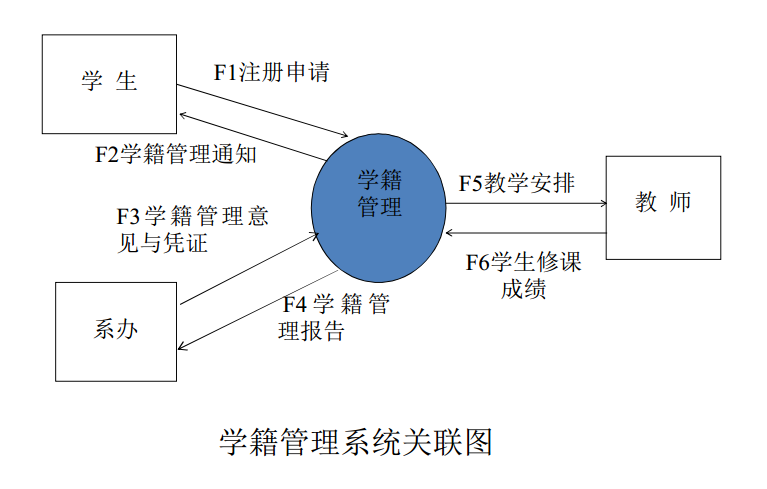 学 生
F1注册申请
F2学籍管理通知
学籍
管理
F5教学安排
教 师
F3学籍管理意
见与凭证
F6学生修课
成绩
F4学籍管
理报告
系办
学籍管理系统关联图